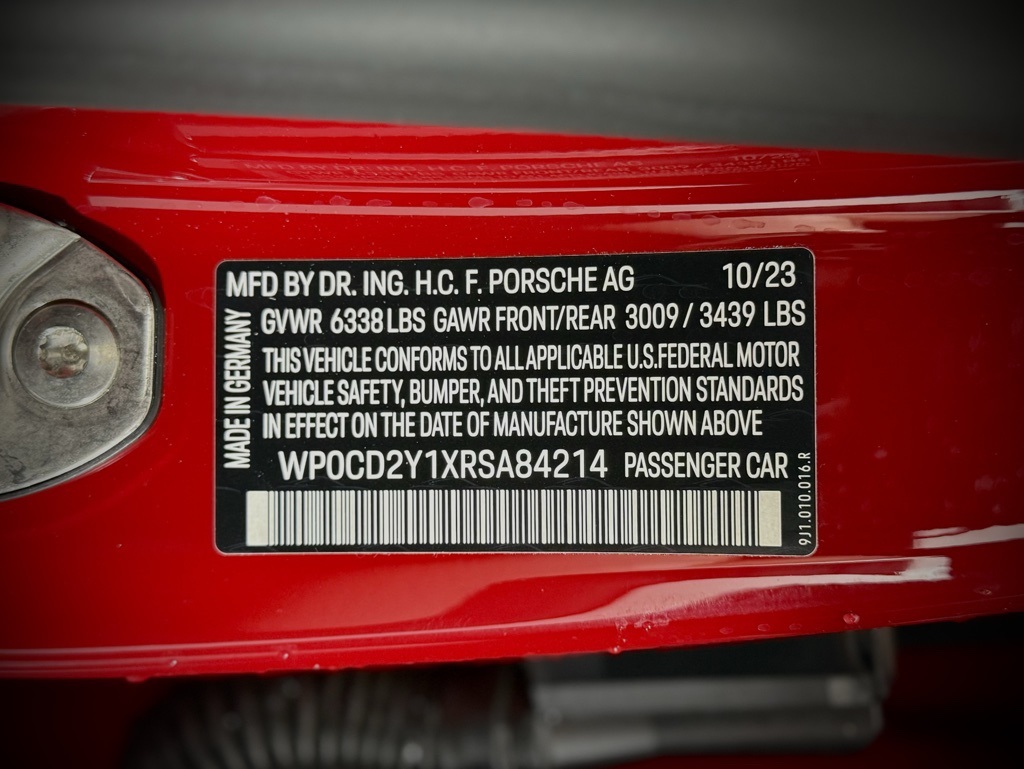 MFD BY DR. ING. H.C. F. PORSCHE AG 10/23
GVWR 6338 LBS GAWR FRONT/REAR 3009 / 3439 LBS
THIS VEHICLE CONFORMS TO ALL APPLICABLE U.S.FEDERAL MOTOR
VEHICLE SAFETY, BUMPER, AND THEFT PREVENTION STANDARDS
IN EFFECT ON THE DATE OF MANUFACTURE SHOWN ABOVE
MADE IN GERMANY
WP0CD2Y1XRSA84214 PASSENGER CAR
9J1.010.016.R